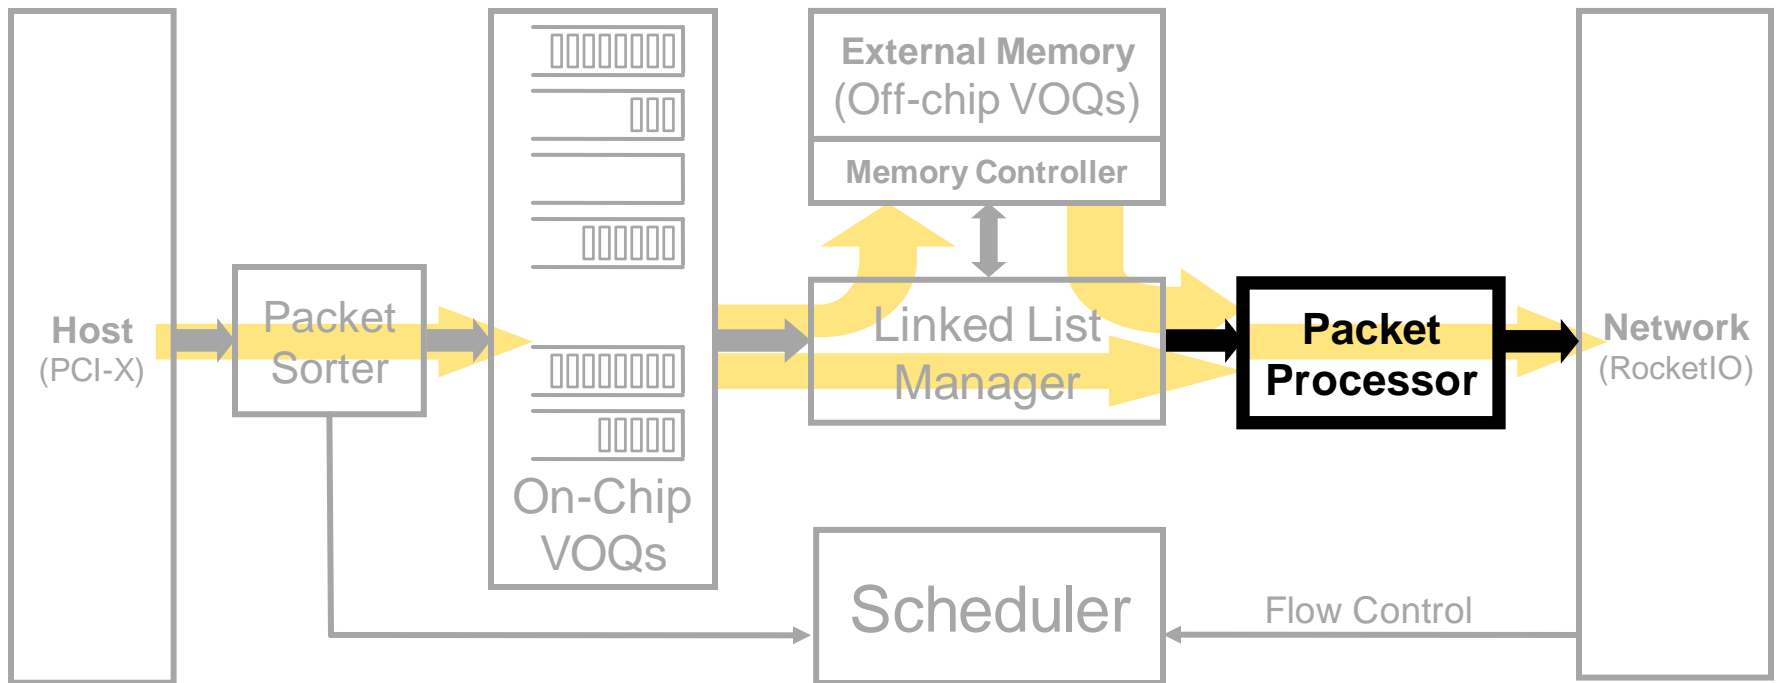 Host
(PCI-X)
Packet
Sorter
On-Chip
VOQs
External Memory
(Off-chip VOQs)
Memory Controller
Linked List
Manager
Packet
Processor
Network
(RocketIO)
Scheduler
Flow Control